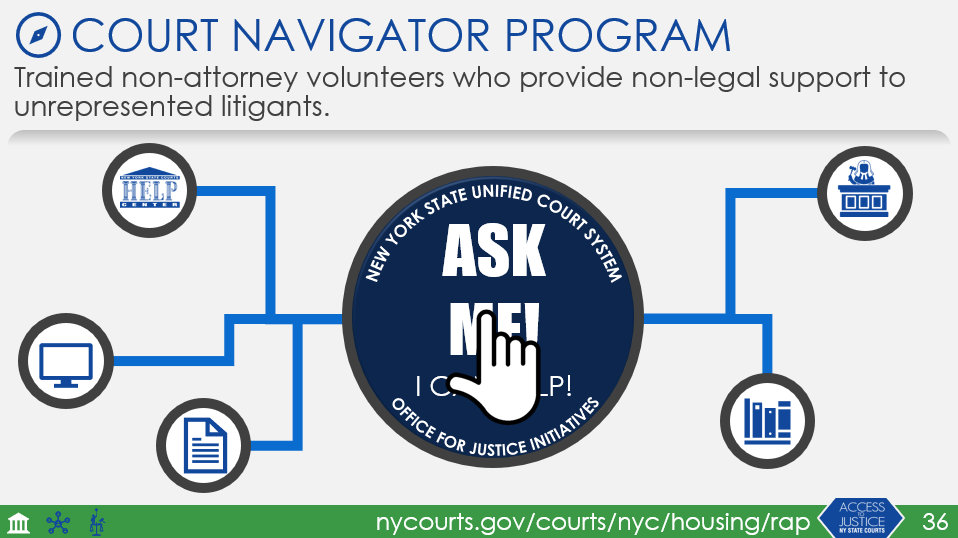 COURT NAVIGATOR PROGRAM
Trained non-attorney volunteers who provide non-legal support to
unrepresented litigants.
NEW YORK STATE COURTS
HELP
CENTER
NEW YORK STATE UNIFIED COURT SYSTEM
ASK
ME!
I
OFFICE FOR JUSTICE INITIATIVES
nycourts.gov/courts/nyc/housing/rap
ACCESS
TO
JUSTICE
NY STATE COURTS
36